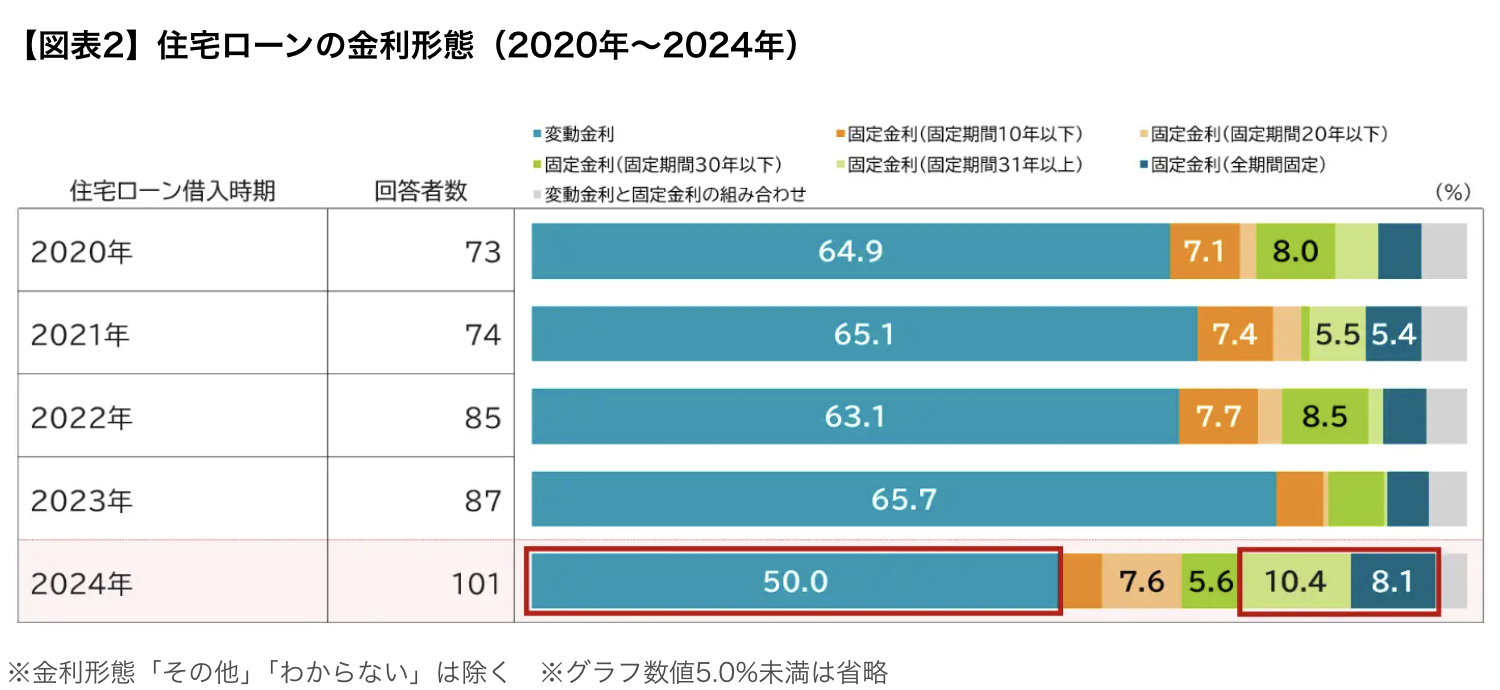 【図表2】住宅ローンの金利形態（2020年～2024年）
■変動金利 ■固定金利（固定期間10年以下） ■固定金利（固定期間20年以下）
■固定金利（固定期間30年以下） ■固定金利（固定期間31年以上） ■固定金利（全期間固定）
■変動金利と固定金利の組み合わせ
住宅ローン借入時期 回答者数 （%）
2020年 73 64.9 7.1 8.0
2021年 74 65.1 7.4 5.5 5.4
2022年 85 63.1 7.7 8.5
2023年 87 65.7
2024年 101 50.0 7.6 5.6 10.4 8.1
※金利形態「その他」「わからない」は除く ※グラフ数値5.0%未満は省略